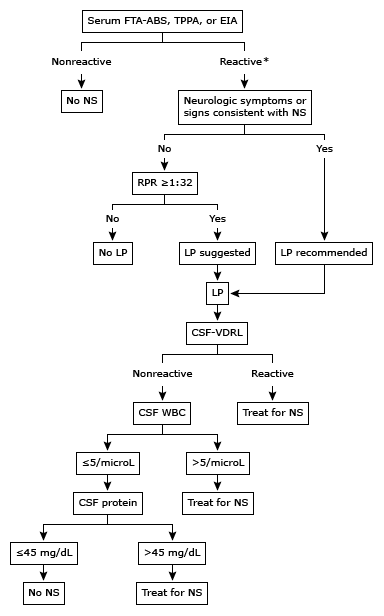 Serum FTA-ABS, TPPA, or EIA
Nonreactive
Reactive*
No NS
Neurologic symptoms or
signs consistent with NS
No
Yes
RPR ≥1:32
No
Yes
No LP
LP suggested
LP recommended
LP
CSF-VDRL
Nonreactive
Reactive
CSF WBC
Treat for NS
≤5/microL
>5/microL
CSF protein
Treat for NS
≤45 mg/dL
>45 mg/dL
No NS
Treat for NS